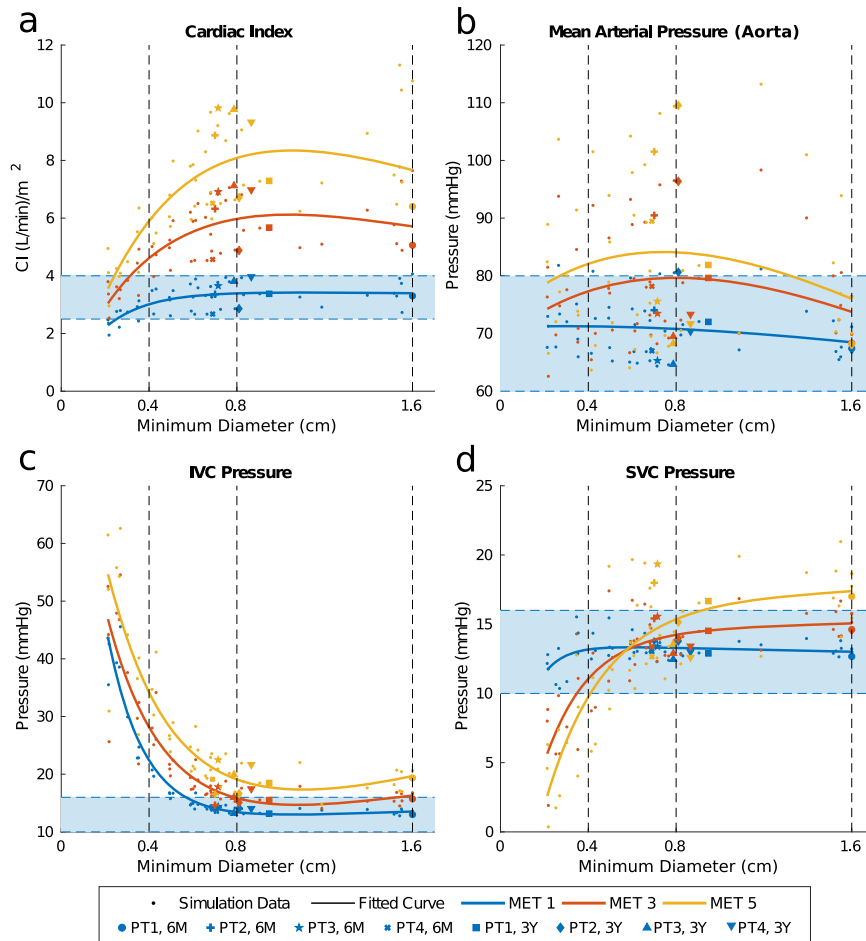 a
Cardiac Index
12
10
8
6
4
2
0
CI (L/min)/m 2
0 0.4 0.8 1.6
Minimum Diameter (cm)
b
Mean Arterial Pressure (Aorta)
120
110
100
90
80
70
60
Pressure (mmHg)
0 0.4 0.8 1.6
Minimum Diameter (cm)
c
IVC Pressure
70
60
50
40
30
20
10
Pressure (mmHg)
0 0.4 0.8 1.6
Minimum Diameter (cm)
d
SVC Pressure
25
20
15
10
5
0
Pressure (mmHg)
0 0.4 0.8 1.6
Minimum Diameter (cm)
Simulation Data Fitted Curve MET 1 MET 3 MET 5
PT1, 6M PT2, 6M PT3, 6M PT4, 6M PT1, 3Y PT2, 3Y PT3, 3Y PT4, 3Y